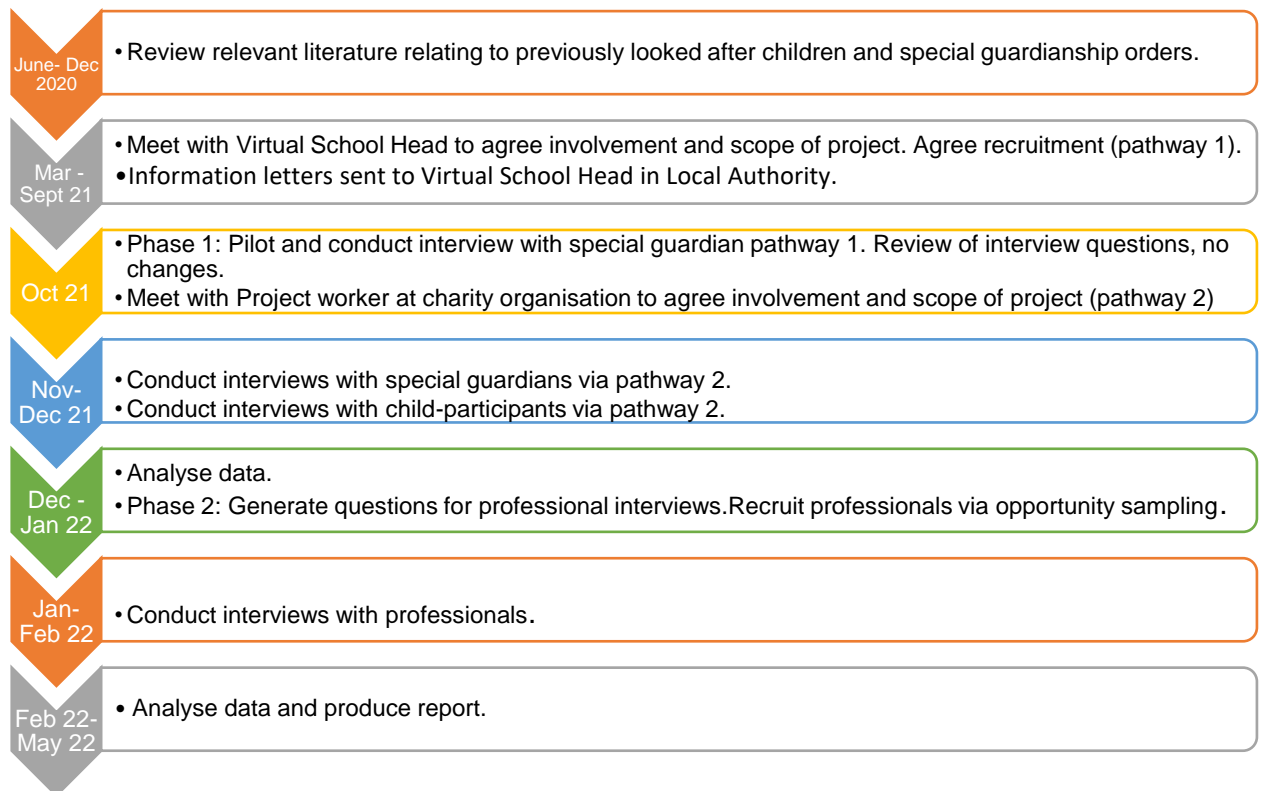 June- Dec
2020
• Review relevant literature relating to previously looked after children and special guardianship orders.
Mar -
Sept 21
• Meet with Virtual School Head to agree involvement and scope of project. Agree recruitment (pathway 1).
• Information letters sent to Virtual School Head in Local Authority.
Oct 21
• Phase 1: Pilot and conduct interview with special guardian pathway 1. Review of interview questions, no
changes.
• Meet with Project worker at charity organisation to agree involvement and scope of project (pathway 2)
Nov-
Dec 21
• Conduct interviews with special guardians via pathway 2.
• Conduct interviews with child-participants via pathway 2.
Dec -
Jan 22
• Analyse data.
• Phase 2: Generate questions for professional interviews.Recruit professionals via opportunity sampling.
Jan-
Feb 22
• Conduct interviews with professionals.
Feb 22-
May 22
• Analyse data and produce report.